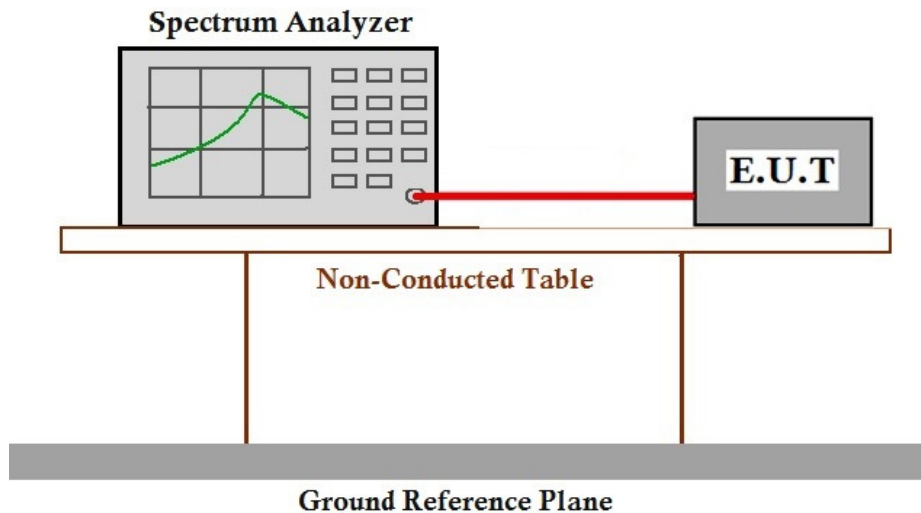 Spectrum Analyzer
E.U.T
Non-Conducted Table
Ground Reference Plane